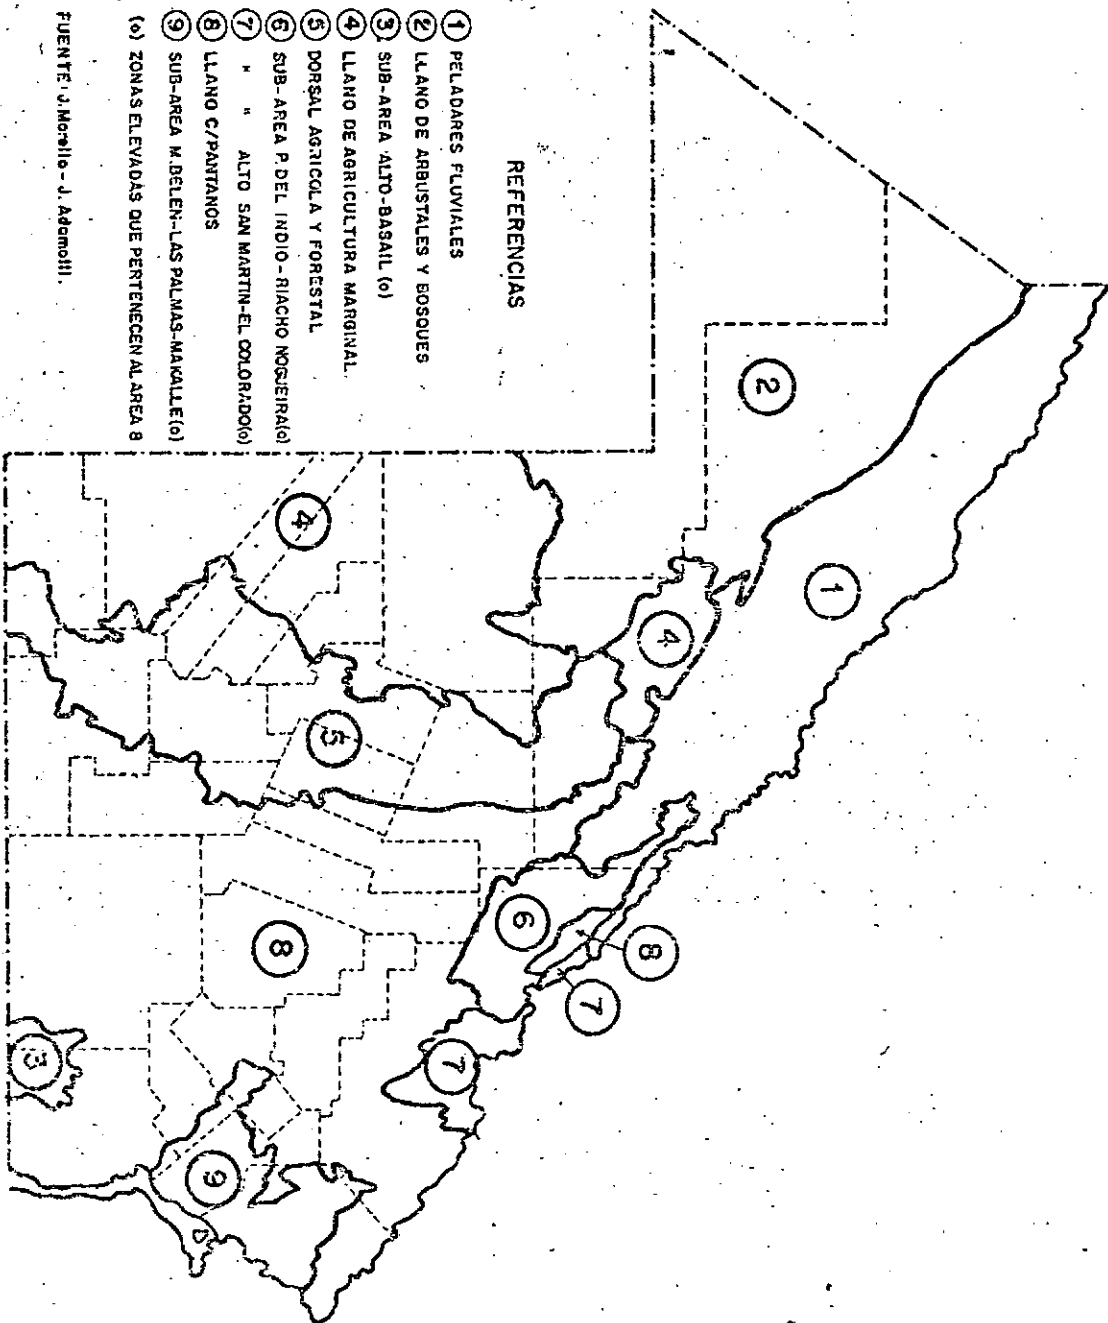 REFERENCIAS
1 PELADARES FLUVIALES
2 LLANO DE ARBUSTALES Y BOSQUES
3 SUB-AREA ALTO-BASAIL (o)
4 LLANO DE AGRICULTURA MARGINAL.
5 DORSAL AGRICOLA Y FORESTAL
6 SUB-AREA P. DEL INDIO-RIACHO NOGUEIRA(o)
7 " " ALTO SAN MARTIN-EL COLORADO(o)
8 LLANO C/PANTANOS
9 SUB-AREA M. BELEN-LAS PALMAS-MAKALLE(o)
(o) ZONAS ELEVADAS QUE PERTENECEN AL AREA 8
FUENTE: J. Morello - J. Adamolli.
1
2
4
4
5
6
8
7
7
8
9
3